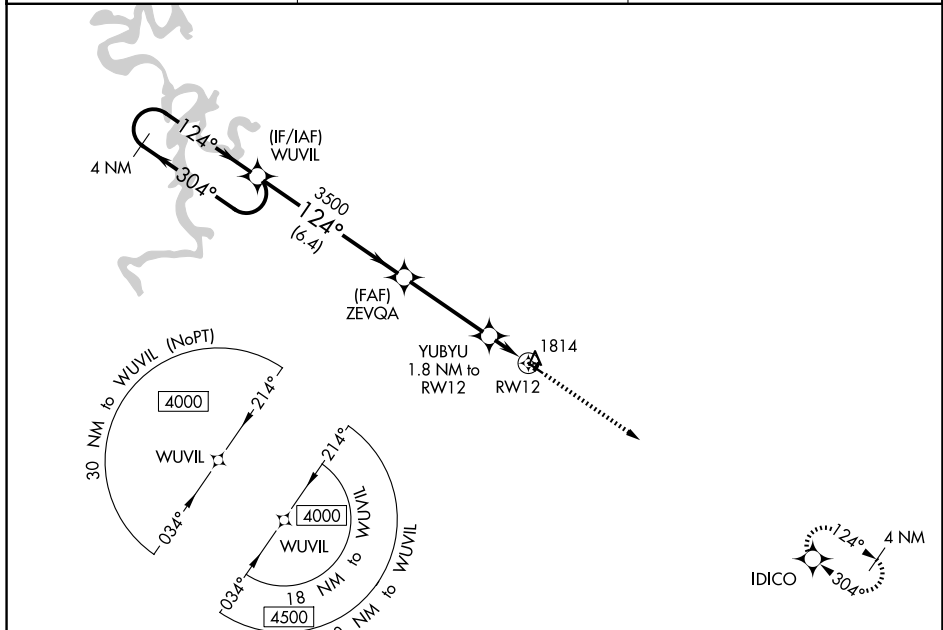 124°
304°
4 NM
(IF/IAF)
WUVIL
3500
124°
(6.4)
(FAF)
ZEVQA
YUBYU
1.8 NM to
RW12
1814
RW12
30 NM to WUVIL (NoPT)
4000
214°
WUVIL
034°
214°
4000
WUVIL
034°
18 NM to WUVIL
4500
NM to WUVIL
124°
4 NM
IDICO
304°